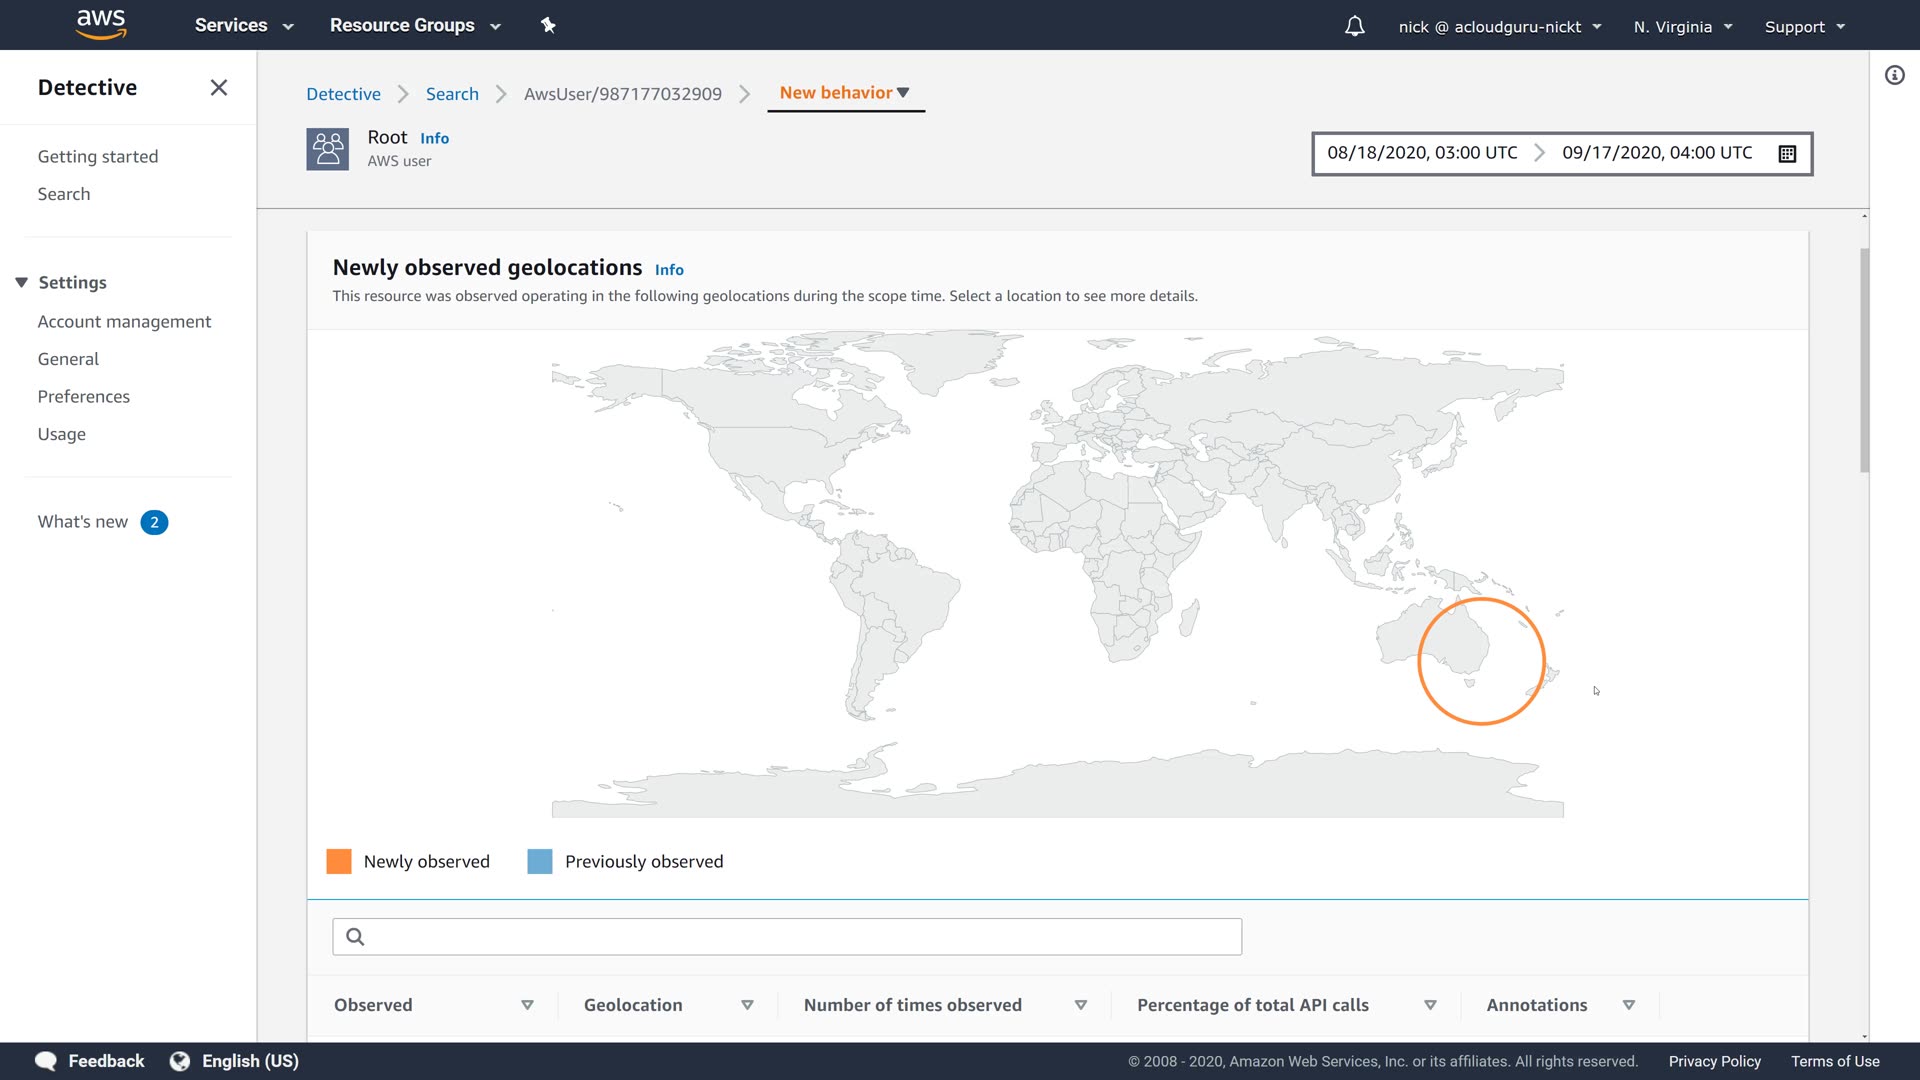 aws
Services
Resource Groups
nick @ acloudguru-nickt
N. Virginia
Support
Detective
Getting started
Search
Settings
Account management
General
Preferences
Usage
What's new 2
Detective
Search
AwsUser/987177032909
New behavior
Root Info
AWS user
08/18/2020, 03:00 UTC
09/17/2020, 04:00 UTC
Newly observed geolocations Info
This resource was observed operating in the following geolocations during the scope time. Select a location to see more details.
Newly observed
Previously observed
Observed
Geolocation
Number of times observed
Percentage of total API calls
Annotations
Feedback
English (US)
© 2008 - 2020, Amazon Web Services, Inc. or its affiliates. All rights reserved.
Privacy Policy
Terms of Use